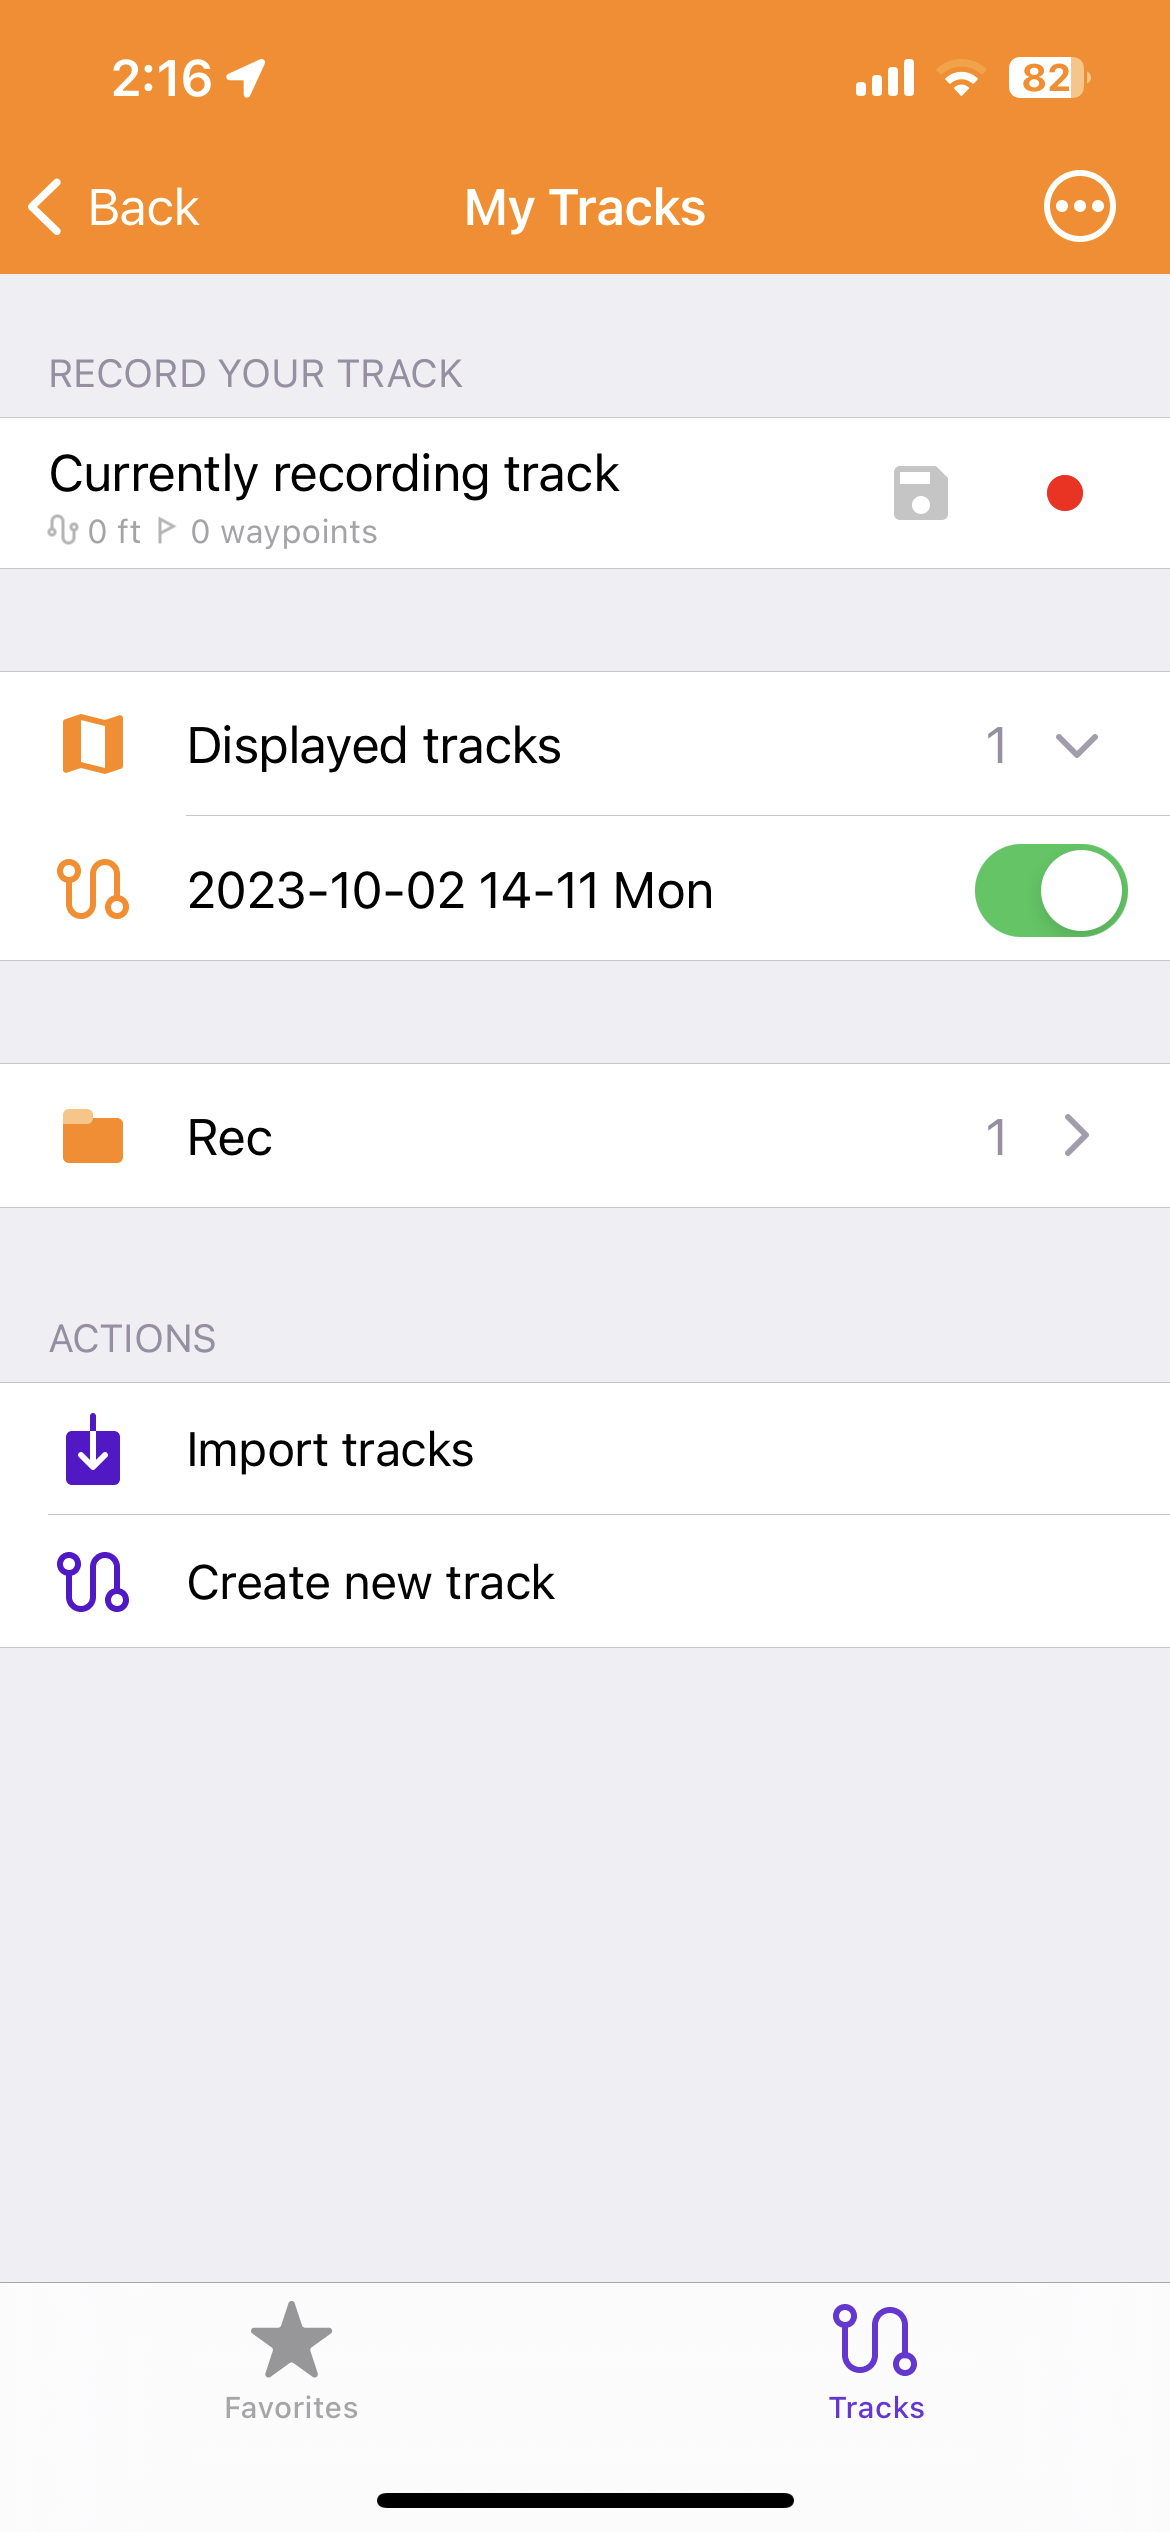 2:16
82
Back
My Tracks
RECORD YOUR TRACK
Currently recording track
0 ft 0 waypoints
Displayed tracks 1
2023-10-02 14-11 Mon
Rec 1
ACTIONS
Import tracks
Create new track
Favorites
Tracks